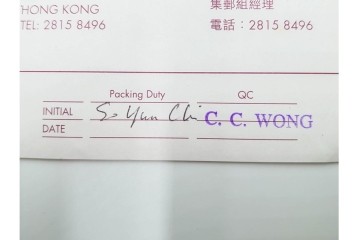 HONG KONG
集郵組經理
TEL: 2815 8496
電話：2815 8496
Packing Duty QC
INITIAL So Yun Chi C. C. WONG
DATE